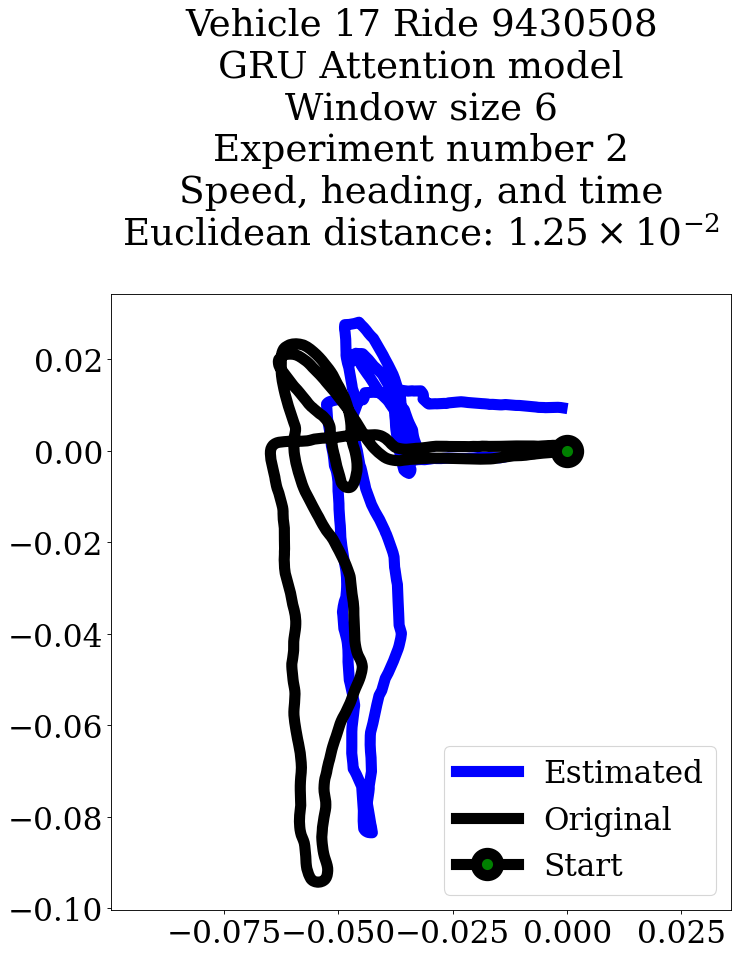 Vehicle 17 Ride 9430508
GRU Attention model
Window size 6
Experiment number 2
Speed, heading, and time
Euclidean distance: 1.25 × 10⁻²
0.02
0.00
−0.02
−0.04
−0.06
−0.08
−0.10
Estimated
Original
Start
−0.075 −0.050 −0.025 0.000 0.025